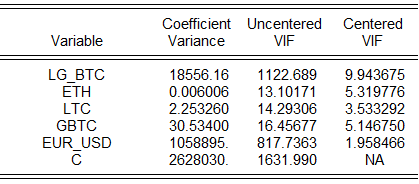 Coefficient Uncentered Centered
Variable Variance VIF VIF
LG_BTC 18556.16 1122.689 9.943675
ETH 0.006006 13.10171 5.319776
LTC 2.253260 14.29306 3.533292
GBTC 30.53400 16.45677 5.146750
EUR_USD 1058895. 817.7363 1.958466
C 2628030. 1631.990 NA